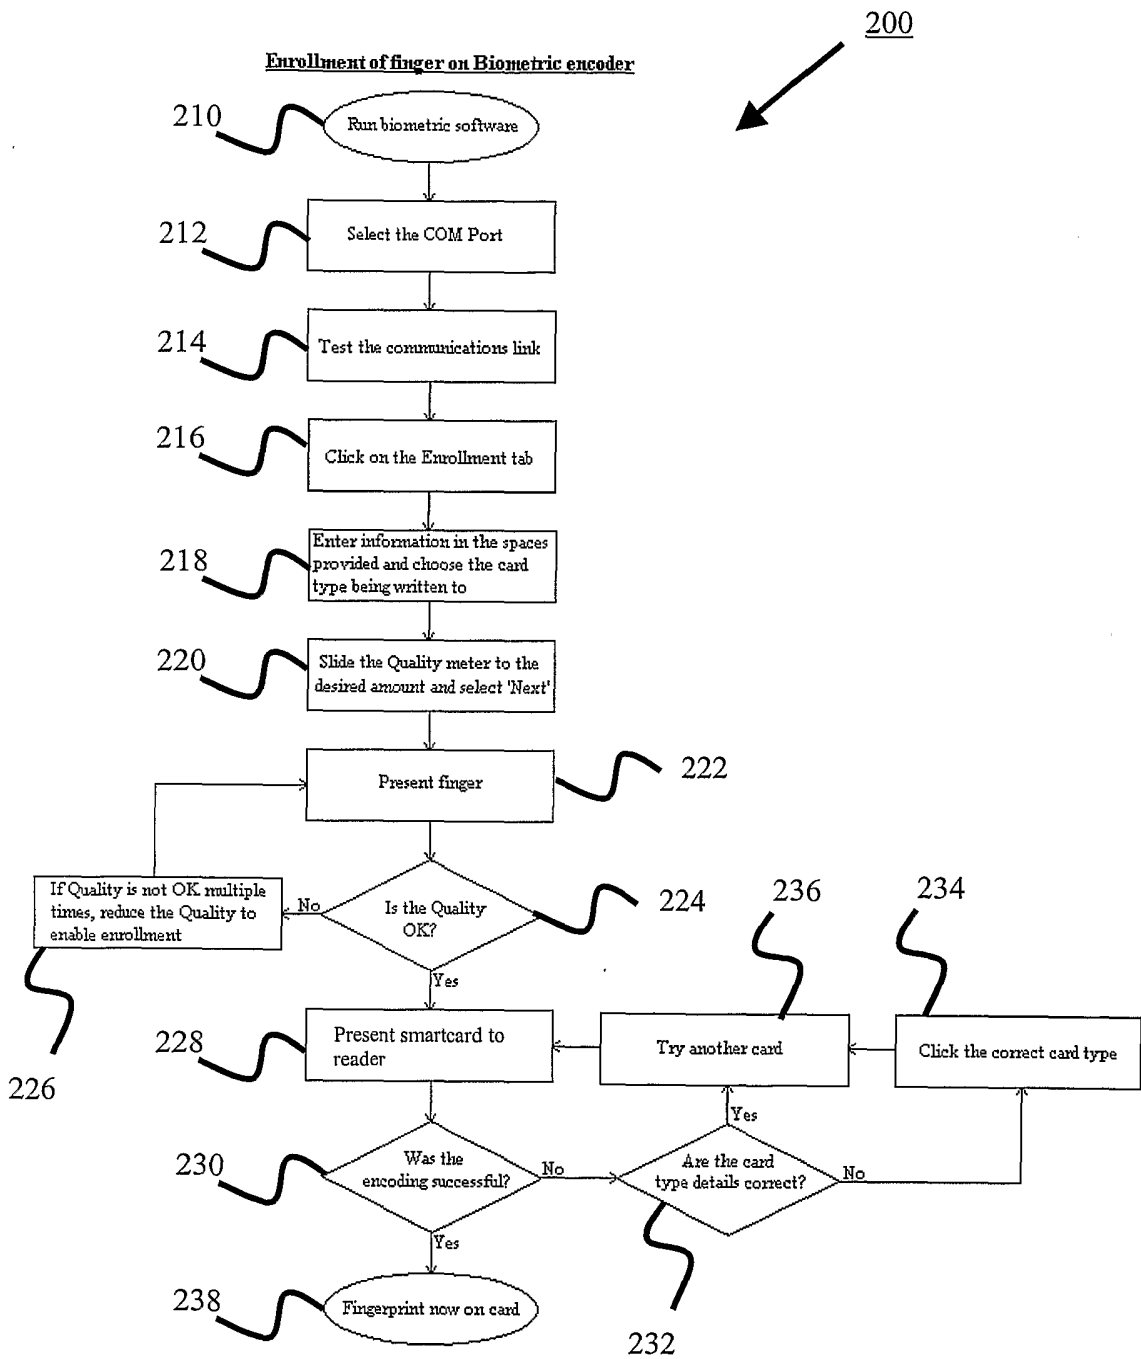 200
Enrollment of finger on Biometric encoder
210
Run biometric software
212
Select the COM Port
214
Test the communications link
216
Click on the Enrollment tab
218
Enter information in the spaces
provided and choose the card
type being written to
220
Slide the Quality meter to the
desired amount and select 'Next'
Present finger
222
If Quality is not OK multiple
times, reduce the Quality to
enable enrollment
No
Is the Quality
OK?
224
236
234
226
Yes
228
Present smartcard to
reader
Try another card
Click the correct card type
230
Was the
encoding successful?
No
Yes
Are the card
type details correct?
No
232
Yes
238
Fingerprint now on card